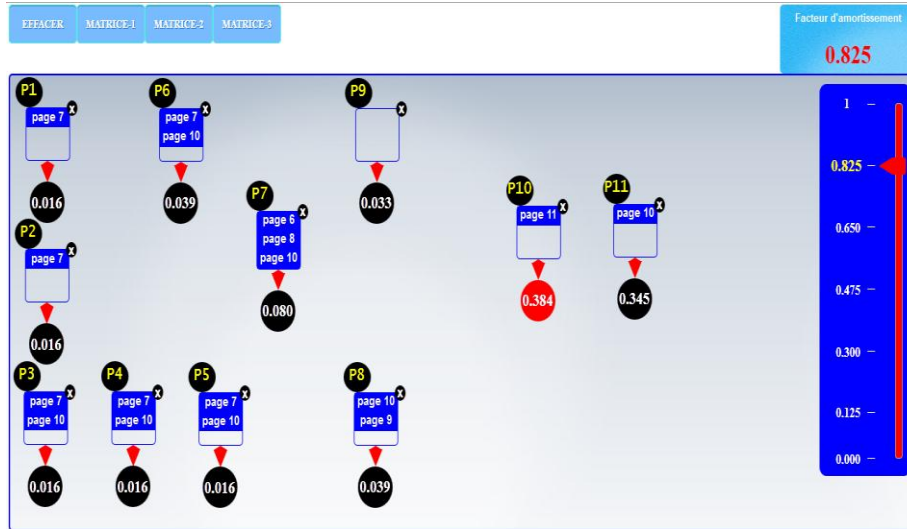 EFFACER MATRICE-1 MATRICE-2 MATRICE-3
Facteur d'amortissement
0.825
P1
x
page 7
0.016
P6
x
page 7
page 10
0.039
P9
x
0.033
P7
x
page 6
page 8
page 10
0.080
P10
x
page 11
0.384
P11
x
page 10
0.345
P2
x
page 7
0.016
P3
x
page 7
page 10
0.016
P4
x
page 7
page 10
0.016
P5
x
page 7
page 10
0.016
P8
x
page 10
page 9
0.039
1
0.825
0.650
0.475
0.300
0.125
0.000